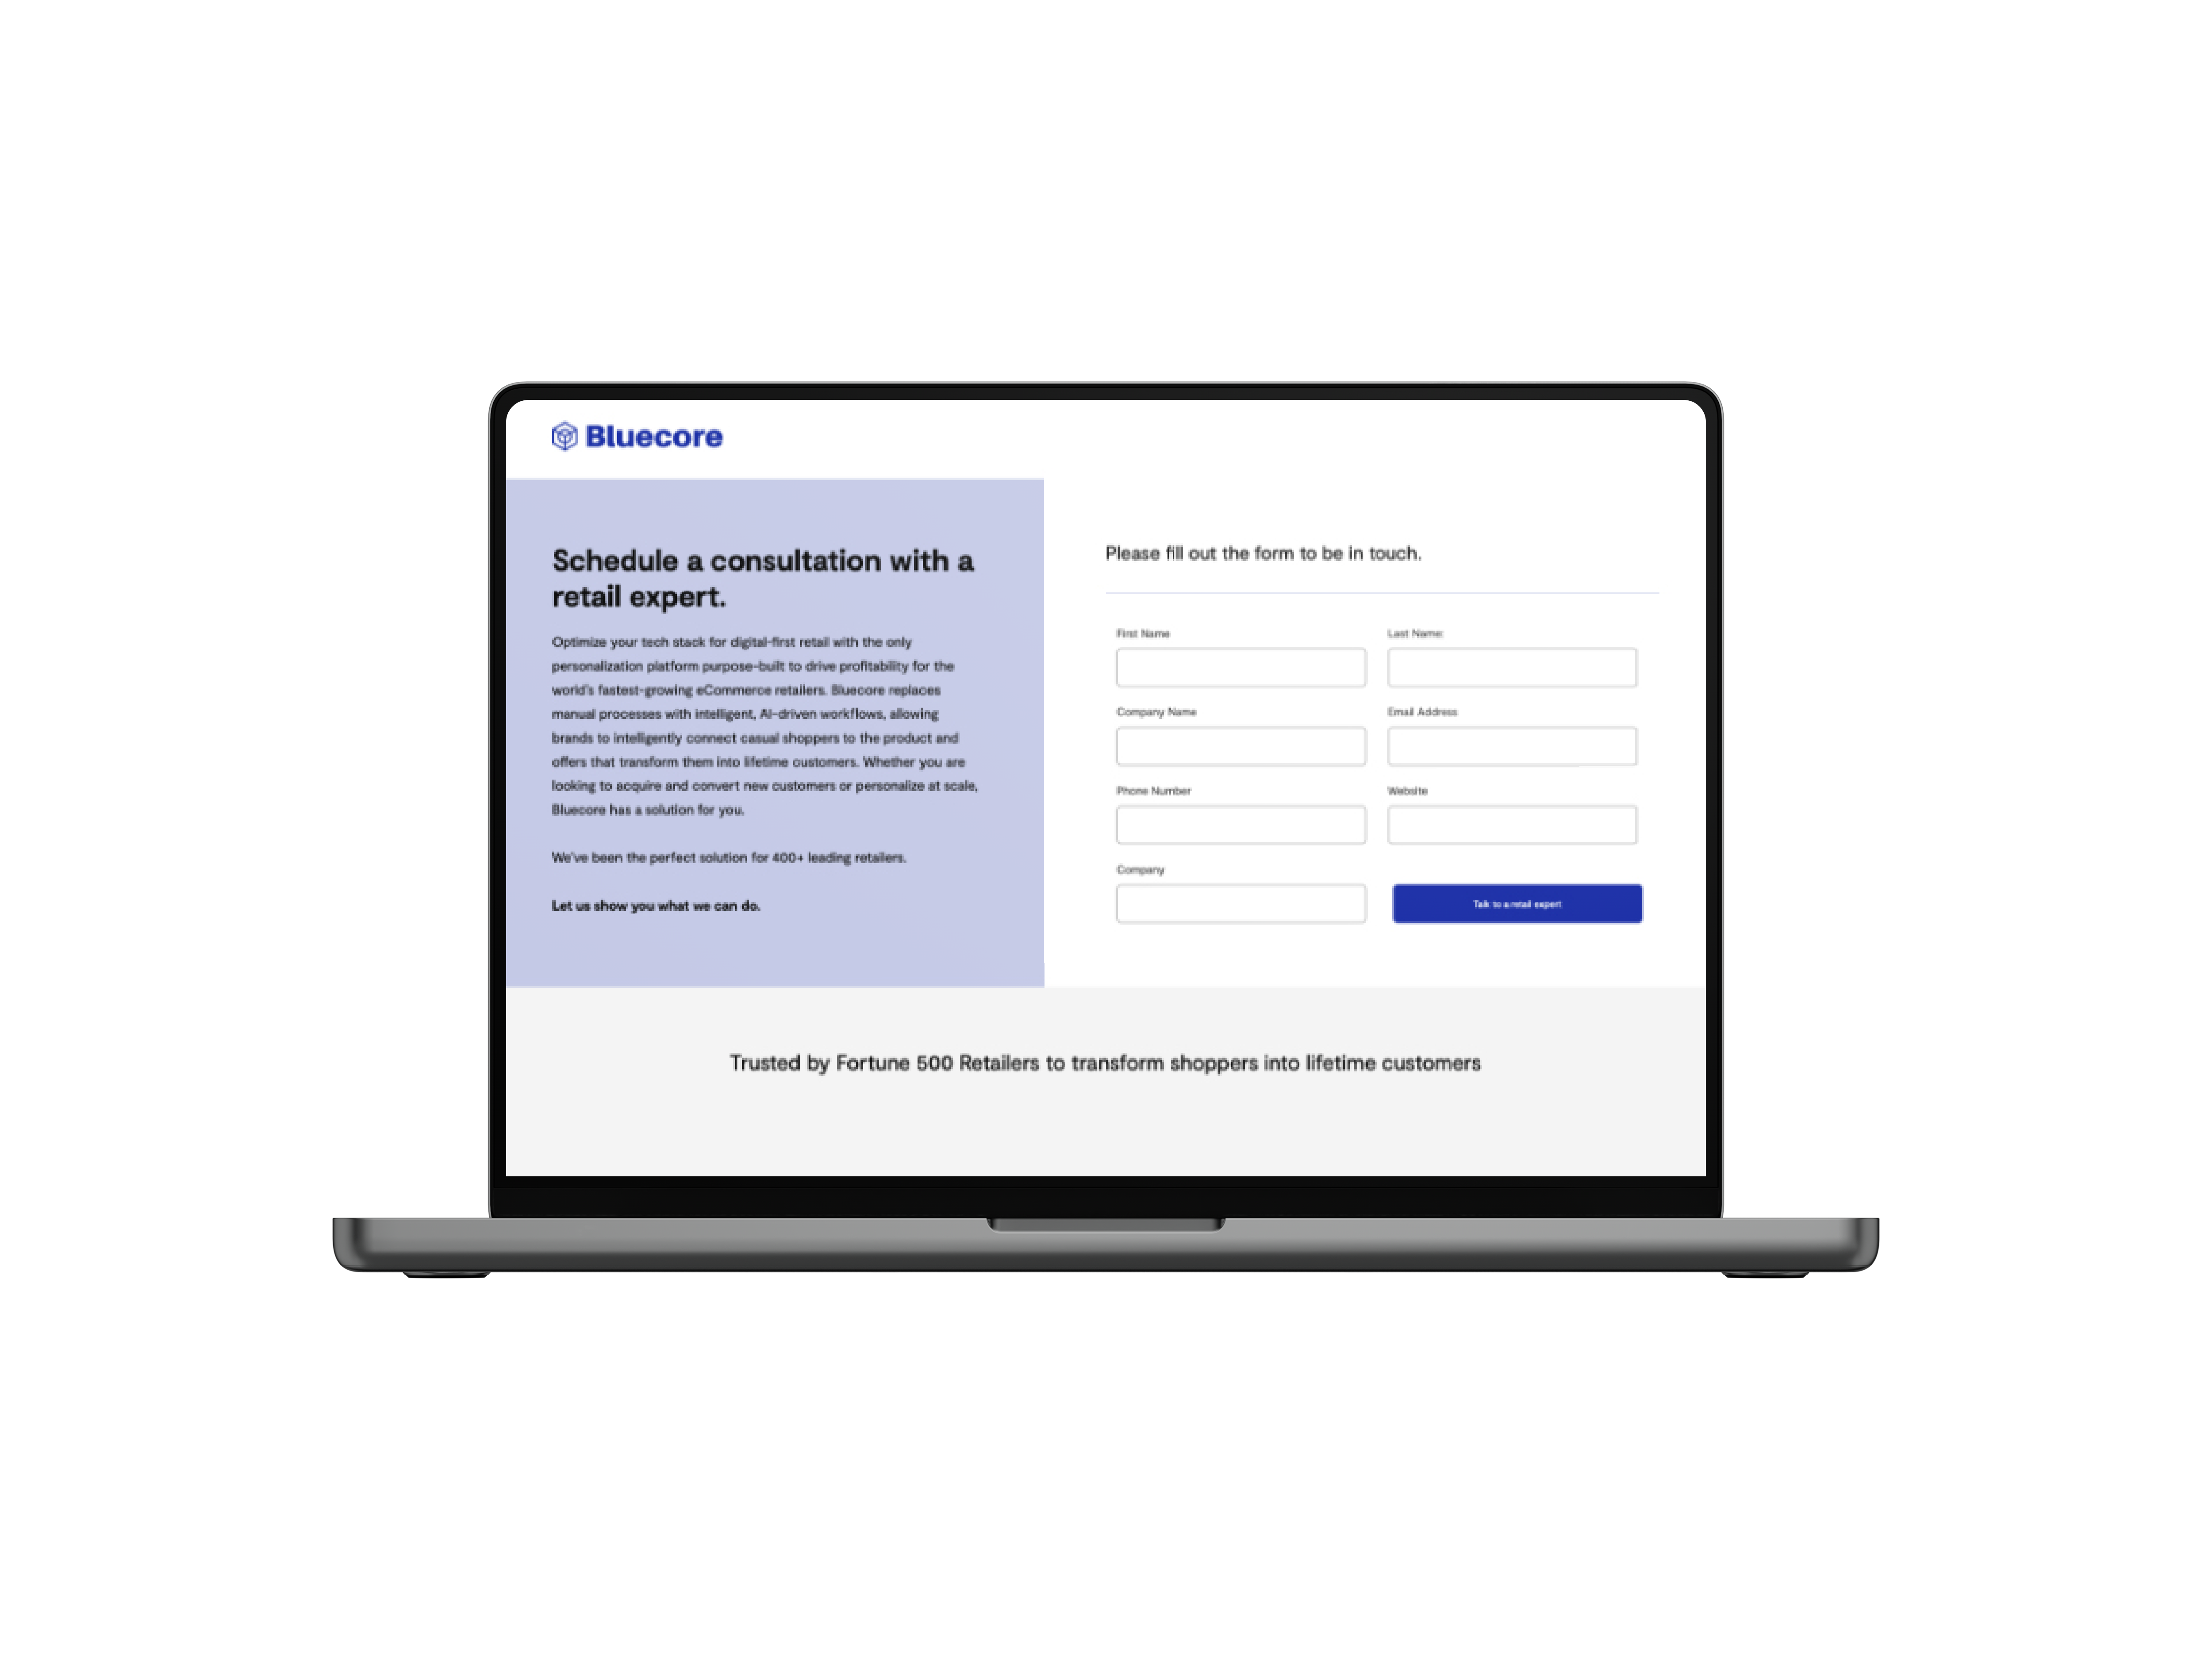 Bluecore
Schedule a consultation with a
retail expert.
Optimize your tech stack for digital-first retail with the only
personalization platform purpose-built to drive profitability for the
world's fastest-growing eCommerce retailers. Bluecore replaces
manual processes with intelligent, AI-driven workflows, allowing
brands to intelligently connect casual shoppers to the product and
offers that transform them into lifetime customers. Whether you are
looking to acquire and convert new customers or personalize at scale,
Bluecore has a solution for you.
We've been the perfect solution for 400+ leading retailers.
Let us show you what we can do.
Please fill out the form to be in touch.
First Name
Last Name:
Company Name
Email Address
Phone Number
Website
Company
Talk to a retail expert
Trusted by Fortune 500 Retailers to transform shoppers into lifetime customers